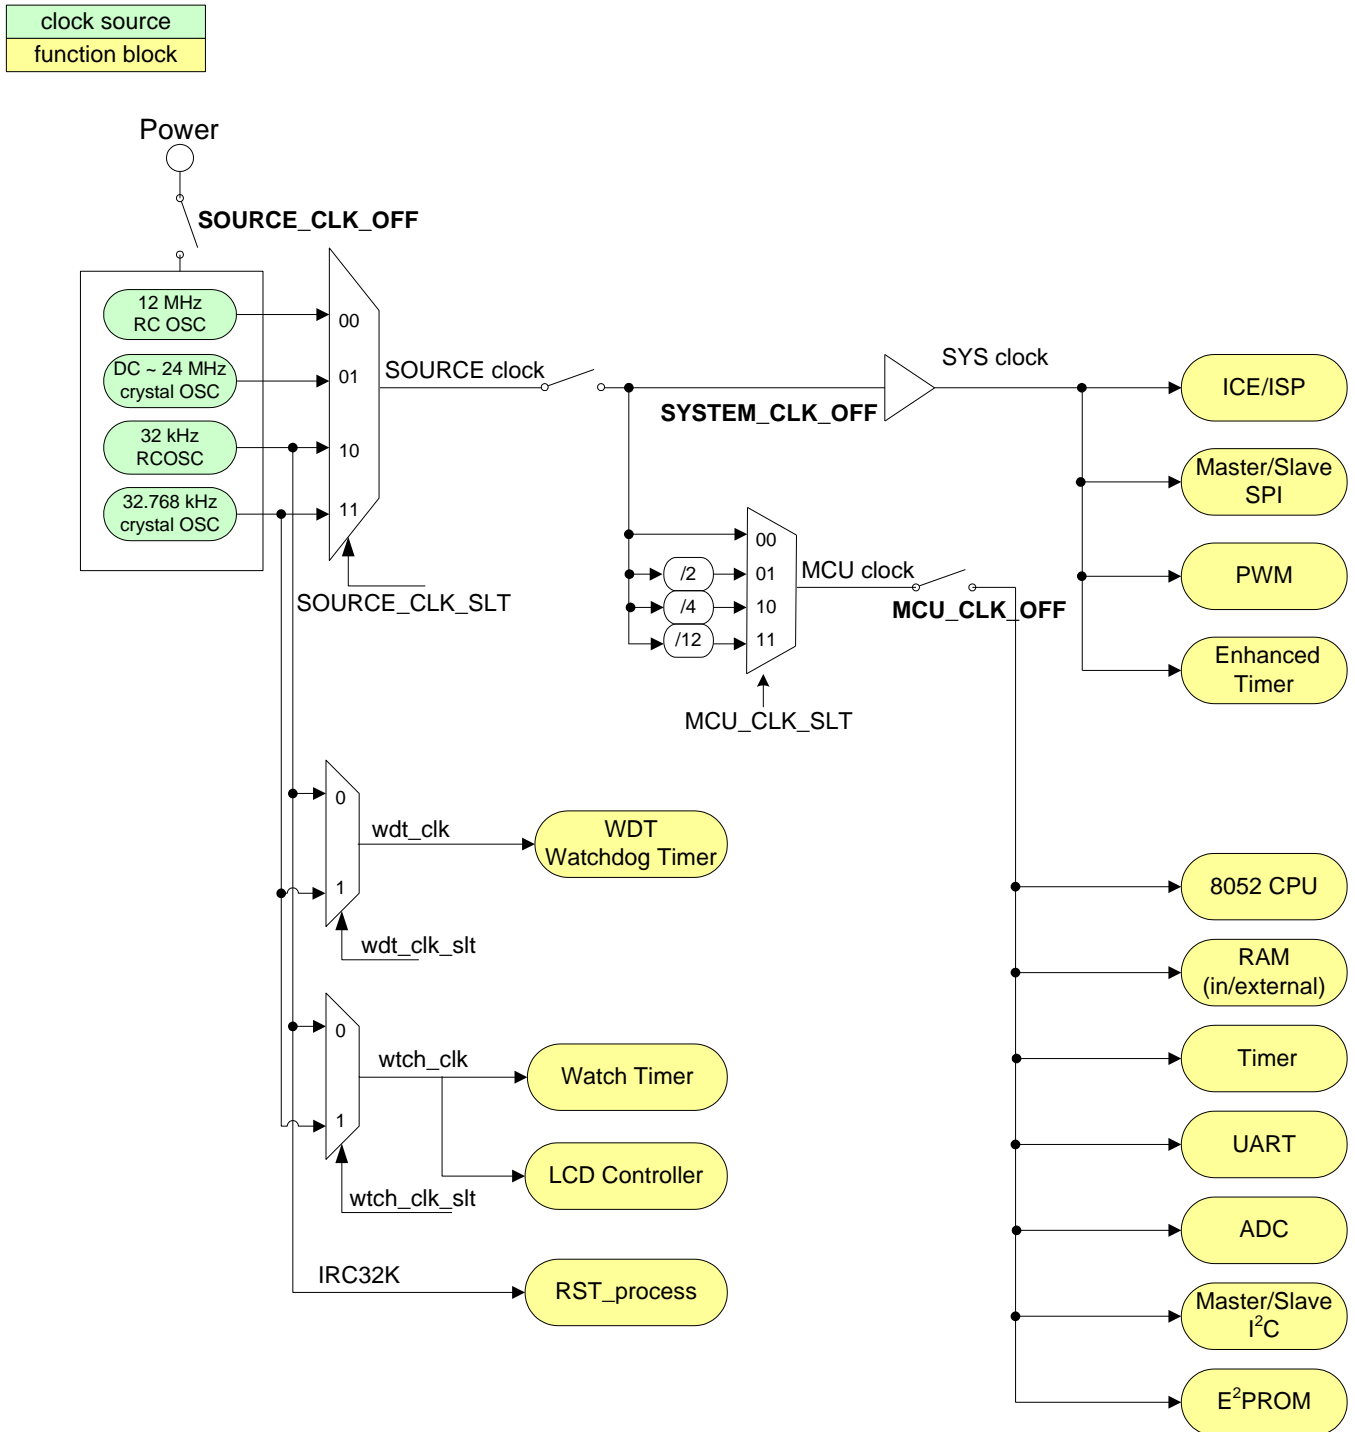 clock source
function block
Power
SOURCE_CLK_OFF
12 MHz
RC OSC
DC ~ 24 MHz
crystal OSC
32 kHz
RCOSC
32.768 kHz
crystal OSC
00
01
10
11
SOURCE_CLK_SLT
SOURCE clock
SYSTEM_CLK_OFF
SYS clock
ICE/ISP
Master/Slave
SPI
PWM
Enhanced
Timer
/2
/4
/12
00
01
10
11
MCU clock
MCU_CLK_OFF
MCU_CLK_SLT
0
1
wdt_clk
wdt_clk_slt
WDT
Watchdog Timer
0
1
wtch_clk
wtch_clk_slt
Watch Timer
LCD Controller
IRC32K
RST_process
8052 CPU
RAM
(in/external)
Timer
UART
ADC
Master/Slave
I²C
E²PROM